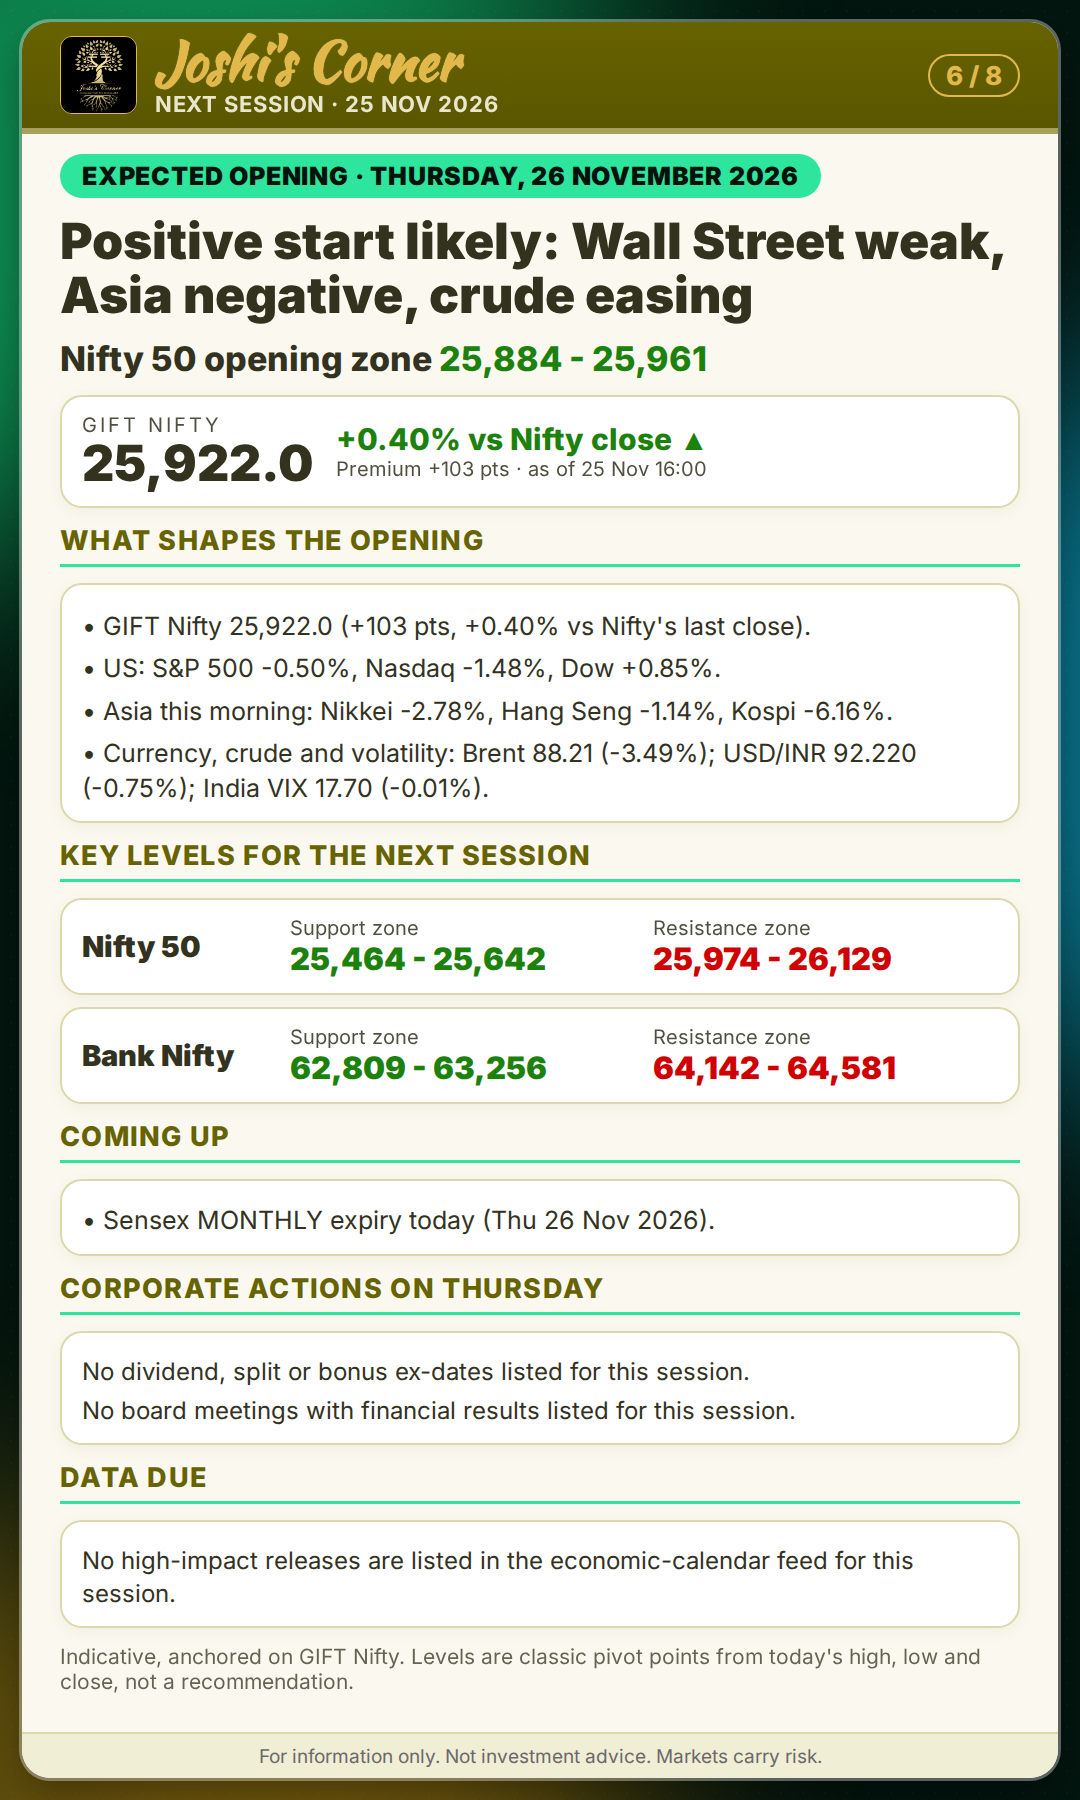 Joshi's Corner
Joshi's Corner
NEXT SESSION · 25 NOV 2026
6 / 8
EXPECTED OPENING · THURSDAY, 26 NOVEMBER 2026
Positive start likely: Wall Street weak,
Asia negative, crude easing
Nifty 50 opening zone 25,884 - 25,961
GIFT NIFTY
25,922.0
+0.40% vs Nifty close ▲
Premium +103 pts · as of 25 Nov 16:00
WHAT SHAPES THE OPENING
• GIFT Nifty 25,922.0 (+103 pts, +0.40% vs Nifty's last close).
• US: S&P 500 -0.50%, Nasdaq -1.48%, Dow +0.85%.
• Asia this morning: Nikkei -2.78%, Hang Seng -1.14%, Kospi -6.16%.
• Currency, crude and volatility: Brent 88.21 (-3.49%); USD/INR 92.220
(-0.75%); India VIX 17.70 (-0.01%).
KEY LEVELS FOR THE NEXT SESSION
Nifty 50
Support zone
25,464 - 25,642
Resistance zone
25,974 - 26,129
Bank Nifty
Support zone
62,809 - 63,256
Resistance zone
64,142 - 64,581
COMING UP
• Sensex MONTHLY expiry today (Thu 26 Nov 2026).
CORPORATE ACTIONS ON THURSDAY
No dividend, split or bonus ex-dates listed for this session.
No board meetings with financial results listed for this session.
DATA DUE
No high-impact releases are listed in the economic-calendar feed for this
session.
Indicative, anchored on GIFT Nifty. Levels are classic pivot points from today's high, low and
close, not a recommendation.
For information only. Not investment advice. Markets carry risk.